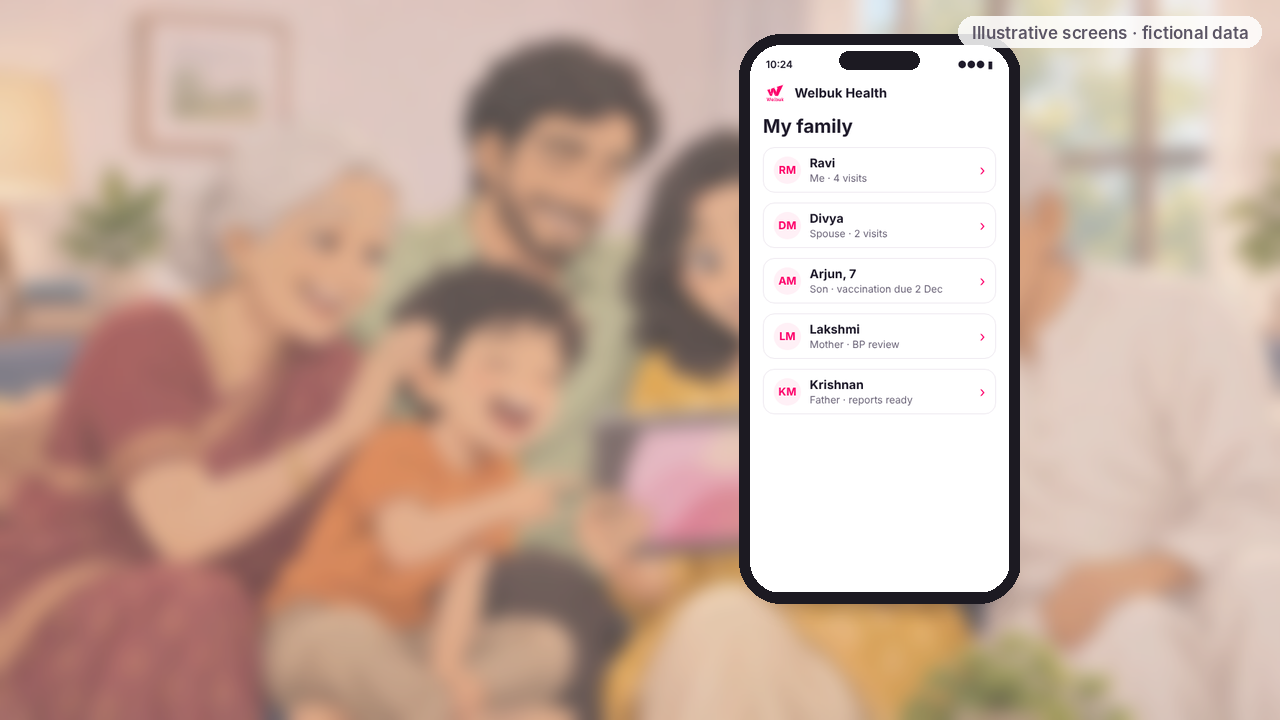 Illustrative screens · fictional data
10:24
Welbuk
Welbuk Health
My family
RM
Ravi
Me · 4 visits
›
DM
Divya
Spouse · 2 visits
›
AM
Arjun, 7
Son · vaccination due 2 Dec
›
LM
Lakshmi
Mother · BP review
›
KM
Krishnan
Father · reports ready
›